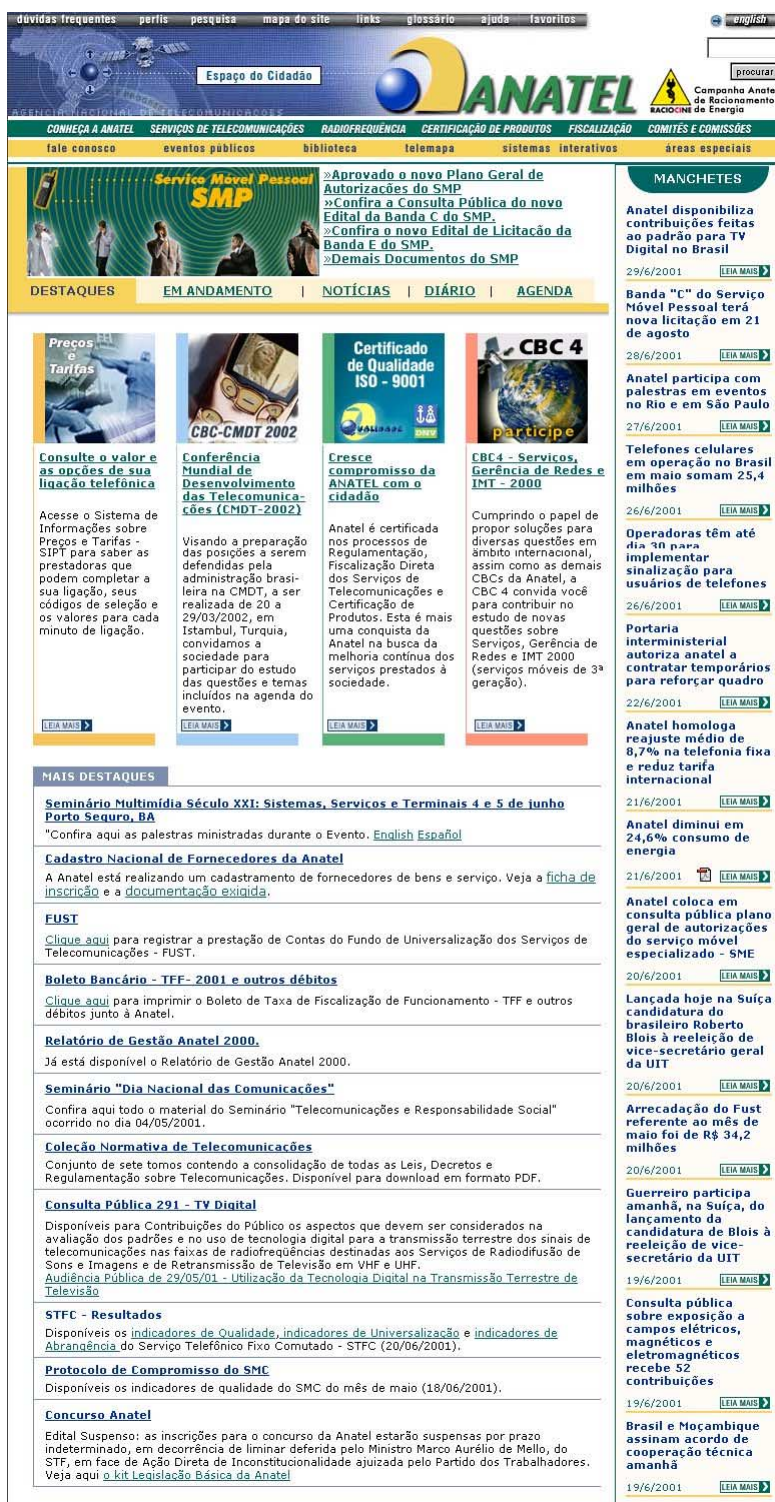 dúvidas frequentes perfis pesquisa mapa do site links glossário ajuda favoritos english
Espaço do Cidadão
ANATEL
procurar
RACIOCINE
Campanha Anate
de Racionamento
de Energia
AGENCIA NACIONAL DE TELECOMUNICACOES
CONHEÇA A ANATEL SERVIÇOS DE TELECOMUNICAÇÕES RADIOFREQUÊNCIA CERTIFICAÇÃO DE PRODUTOS FISCALIZAÇÃO COMITÊS E COMISSÕES
fale conosco eventos públicos biblioteca telemapa sistemas interativos áreas especiais
Serviço Móvel Pessoal
SMP
»Aprovado o novo Plano Geral de
Autorizações do SMP
»Confira a Consulta Pública do novo
Edital da Banda C do SMP.
»Confira o novo Edital de Licitação da
Banda E do SMP.
»Demais Documentos do SMP
DESTAQUES EM ANDAMENTO | NOTÍCIAS | DIÁRIO | AGENDA
Preços
e
Tarifas
Consulte o valor e
as opções de sua
ligação telefônica
Acesse o Sistema de
Informações sobre
Preços e Tarifas -
SIPT para saber as
prestadoras que
podem completar a
sua ligação, seus
códigos de seleção e
os valores para cada
minuto de ligação.
LEIA MAIS
CBC-CMDT 2002
Conferência
Mundial de
Desenvolvimento
das Telecomunica-
ções (CMDT-2002)
Visando a preparação
das posições a serem
defendidas pela
administração brasi-
leira na CMDT, a ser
realizada de 20 a
29/03/2002, em
Istambul, Turquia,
convidamos a
sociedade para
participar do estudo
das questões e temas
incluídos na agenda do
evento.
LEIA MAIS
Certificado
de Qualidade
ISO - 9001
QUALIDADE
DNV
Cresce
compromisso da
ANATEL com o
cidadão
Anatel é certificada
nos processos de
Regulamentação,
Fiscalização Direta
dos Serviços de
Telecomunicações e
Certificação de
Produtos. Esta é mais
uma conquista da
Anatel na busca da
melhoria contínua dos
serviços prestados à
sociedade.
LEIA MAIS
CBC 4
participe
CBC4 - Serviços,
Gerência de Redes e
IMT - 2000
Cumprindo o papel de
propor soluções para
diversas questões em
âmbito internacional,
assim como as demais
CBCs da Anatel, a
CBC 4 convida você
para contribuir no
estudo de novas
questões sobre
Serviços, Gerência de
Redes e IMT 2000
(serviços móveis de 3ª
geração).
LEIA MAIS
MAIS DESTAQUES
Seminário Multimídia Século XXI: Sistemas, Serviços e Terminais 4 e 5 de junho
Porto Seguro, BA
"Confira aqui as palestras ministradas durante o Evento. English Español
Cadastro Nacional de Fornecedores da Anatel
A Anatel está realizando um cadastramento de fornecedores de bens e serviço. Veja a ficha de
inscrição e a documentação exigida.
FUST
Clique aqui para registrar a prestação de Contas do Fundo de Universalização dos Serviços de
Telecomunicações - FUST.
Boleto Bancário - TFF- 2001 e outros débitos
Clique aqui para imprimir o Boleto de Taxa de Fiscalização de Funcionamento - TFF e outros
débitos junto à Anatel.
Relatório de Gestão Anatel 2000.
Já está disponível o Relatório de Gestão Anatel 2000.
Seminário "Dia Nacional das Comunicações"
Confira aqui todo o material do Seminário "Telecomunicações e Responsabilidade Social"
ocorrido no dia 04/05/2001.
Coleção Normativa de Telecomunicações
Conjunto de sete tomos contendo a consolidação de todas as Leis, Decretos e
Regulamentação sobre Telecomunicações. Disponível para download em formato PDF.
Consulta Pública 291 - TV Digital
Disponíveis para Contribuições do Público os aspectos que devem ser considerados na
avaliação dos padrões e no uso de tecnologia digital para a transmissão terrestre dos sinais de
telecomunicações nas faixas de radiofreqüências destinadas aos Serviços de Radiodifusão de
Sons e Imagens e de Retransmissão de Televisão em VHF e UHF.
Audiência Pública de 29/05/01 - Utilização da Tecnologia Digital na Transmissão Terrestre de
Televisão
STFC - Resultados
Disponíveis os indicadores de Qualidade, indicadores de Universalização e indicadores de
Abrangência do Serviço Telefônico Fixo Comutado - STFC (20/06/2001).
Protocolo de Compromisso do SMC
Disponíveis os indicadores de qualidade do SMC do mês de maio (18/06/2001).
Concurso Anatel
Edital Suspenso: as inscrições para o concurso da Anatel estarão suspensas por prazo
indeterminado, em decorrência de liminar deferida pelo Ministro Marco Aurélio de Mello, do
STF, em face de Ação Direta de Inconstitucionalidade ajuizada pelo Partido dos Trabalhadores.
Veja aqui o kit Legislação Básica da Anatel
MANCHETES
Anatel disponibiliza
contribuições feitas
ao padrão para TV
Digital no Brasil
29/6/2001 LEIA MAIS
Banda "C" do Serviço
Móvel Pessoal terá
nova licitação em 21
de agosto
28/6/2001 LEIA MAIS
Anatel participa com
palestras em eventos
no Rio e em São Paulo
27/6/2001 LEIA MAIS
Telefones celulares
em operação no Brasil
em maio somam 25,4
milhões
26/6/2001 LEIA MAIS
Operadoras têm até
dia 30 para
implementar
sinalização para
usuários de telefones
26/6/2001 LEIA MAIS
Portaria
interministerial
autoriza anatel a
contratar temporários
para reforçar quadro
22/6/2001 LEIA MAIS
Anatel homologa
reajuste médio de
8,7% na telefonia fixa
e reduz tarifa
internacional
21/6/2001 LEIA MAIS
Anatel diminui em
24,6% consumo de
energia
21/6/2001 LEIA MAIS
Anatel coloca em
consulta pública plano
geral de autorizações
do serviço móvel
especializado - SME
20/6/2001 LEIA MAIS
Lançada hoje na Suíça
candidatura do
brasileiro Roberto
Blois à reeleição de
vice-secretário geral
da UIT
20/6/2001 LEIA MAIS
Arrecadação do Fust
referente ao mês de
maio foi de R$ 34,2
milhões
20/6/2001 LEIA MAIS
Guerreiro participa
amanhã, na Suíça, do
lançamento da
candidatura de Blois à
reeleição de vice-
secretário da UIT
19/6/2001 LEIA MAIS
Consulta pública
sobre exposição a
campos elétricos,
magnéticos e
eletromagnéticos
recebe 52
contribuições
19/6/2001 LEIA MAIS
Brasil e Moçambique
assinam acordo de
cooperação técnica
amanhã
19/6/2001 LEIA MAIS